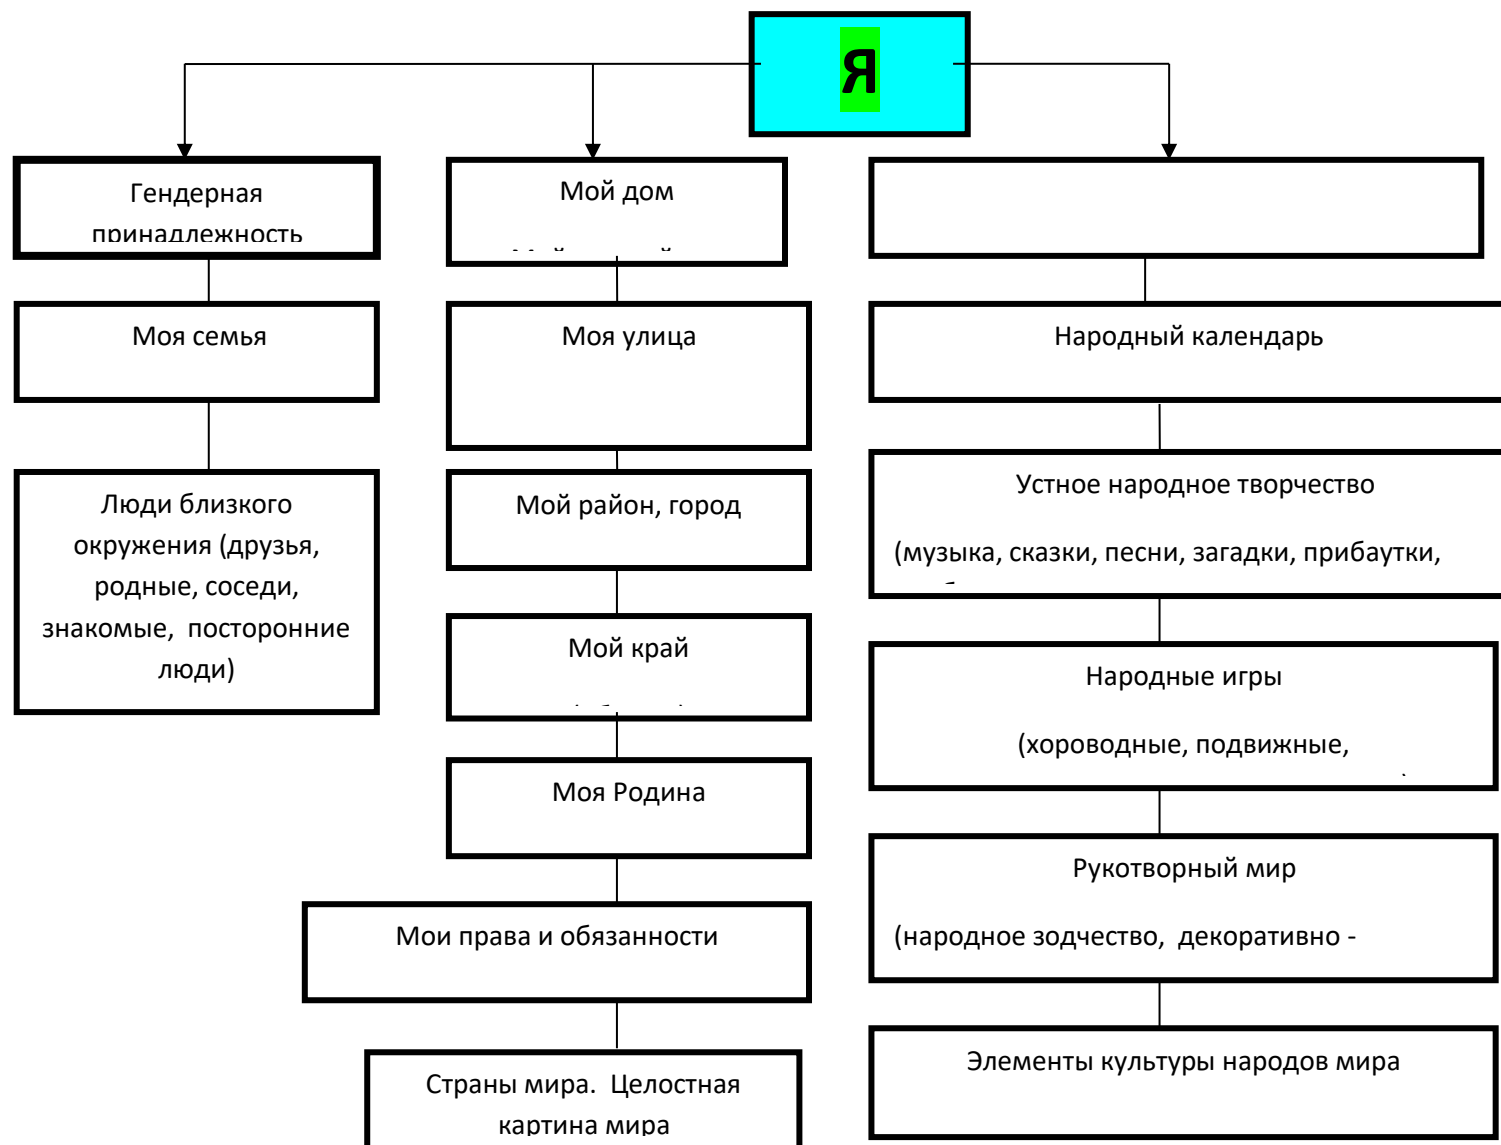 Я
Гендерная
принадлежность
Моя семья
Люди близкого
окружения (друзья,
родные, соседи,
знакомые, посторонние
люди)
Мой дом
Моя улица
Мой район, город
Мой край
Моя Родина
Мои права и обязанности
Страны мира. Целостная
картина мира
Народный календарь
Устное народное творчество
(музыка, сказки, песни, загадки, прибаутки,
Народные игры
(хороводные, подвижные,
Рукотворный мир
(народное зодчество, декоративно -
Элементы культуры народов мира